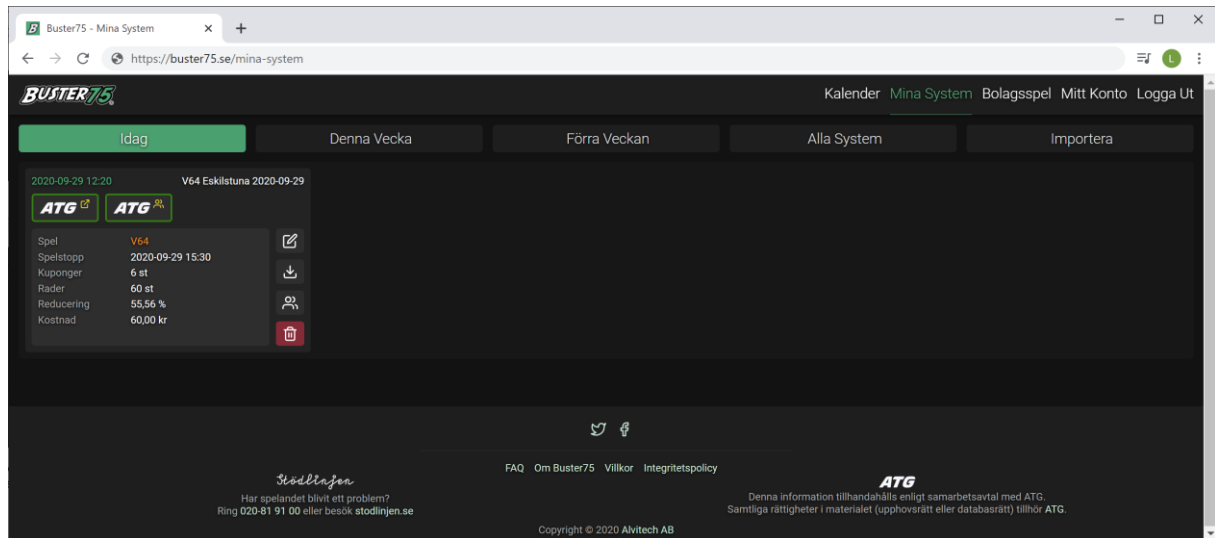 Buster75 - Mina System
https://buster75.se/mina-system
L
BUSTER75
Kalender Mina System Bolagsspel Mitt Konto Logga Ut
Idag Denna Vecka Förra Veckan Alla System Importera
2020-09-29 12:20 V64 Eskilstuna 2020-09-29
ATG ATG
Spel V64
Spelstopp 2020-09-29 15:30
Kuponger 6 st
Rader 60 st
Reducering 55,56 %
Kostnad 60,00 kr
FAQ Om Buster75 Villkor Integritetspolicy
Stödlinjen
Har spelandet blivit ett problem?
Ring 020-81 91 00 eller besök stodlinjen.se
ATG
Denna information tillhandahålls enligt samarbetsavtal med ATG.
Samtliga rättigheter i materialet (upphovsrätt eller databasrätt) tillhör ATG.
Copyright © 2020 Alvitech AB